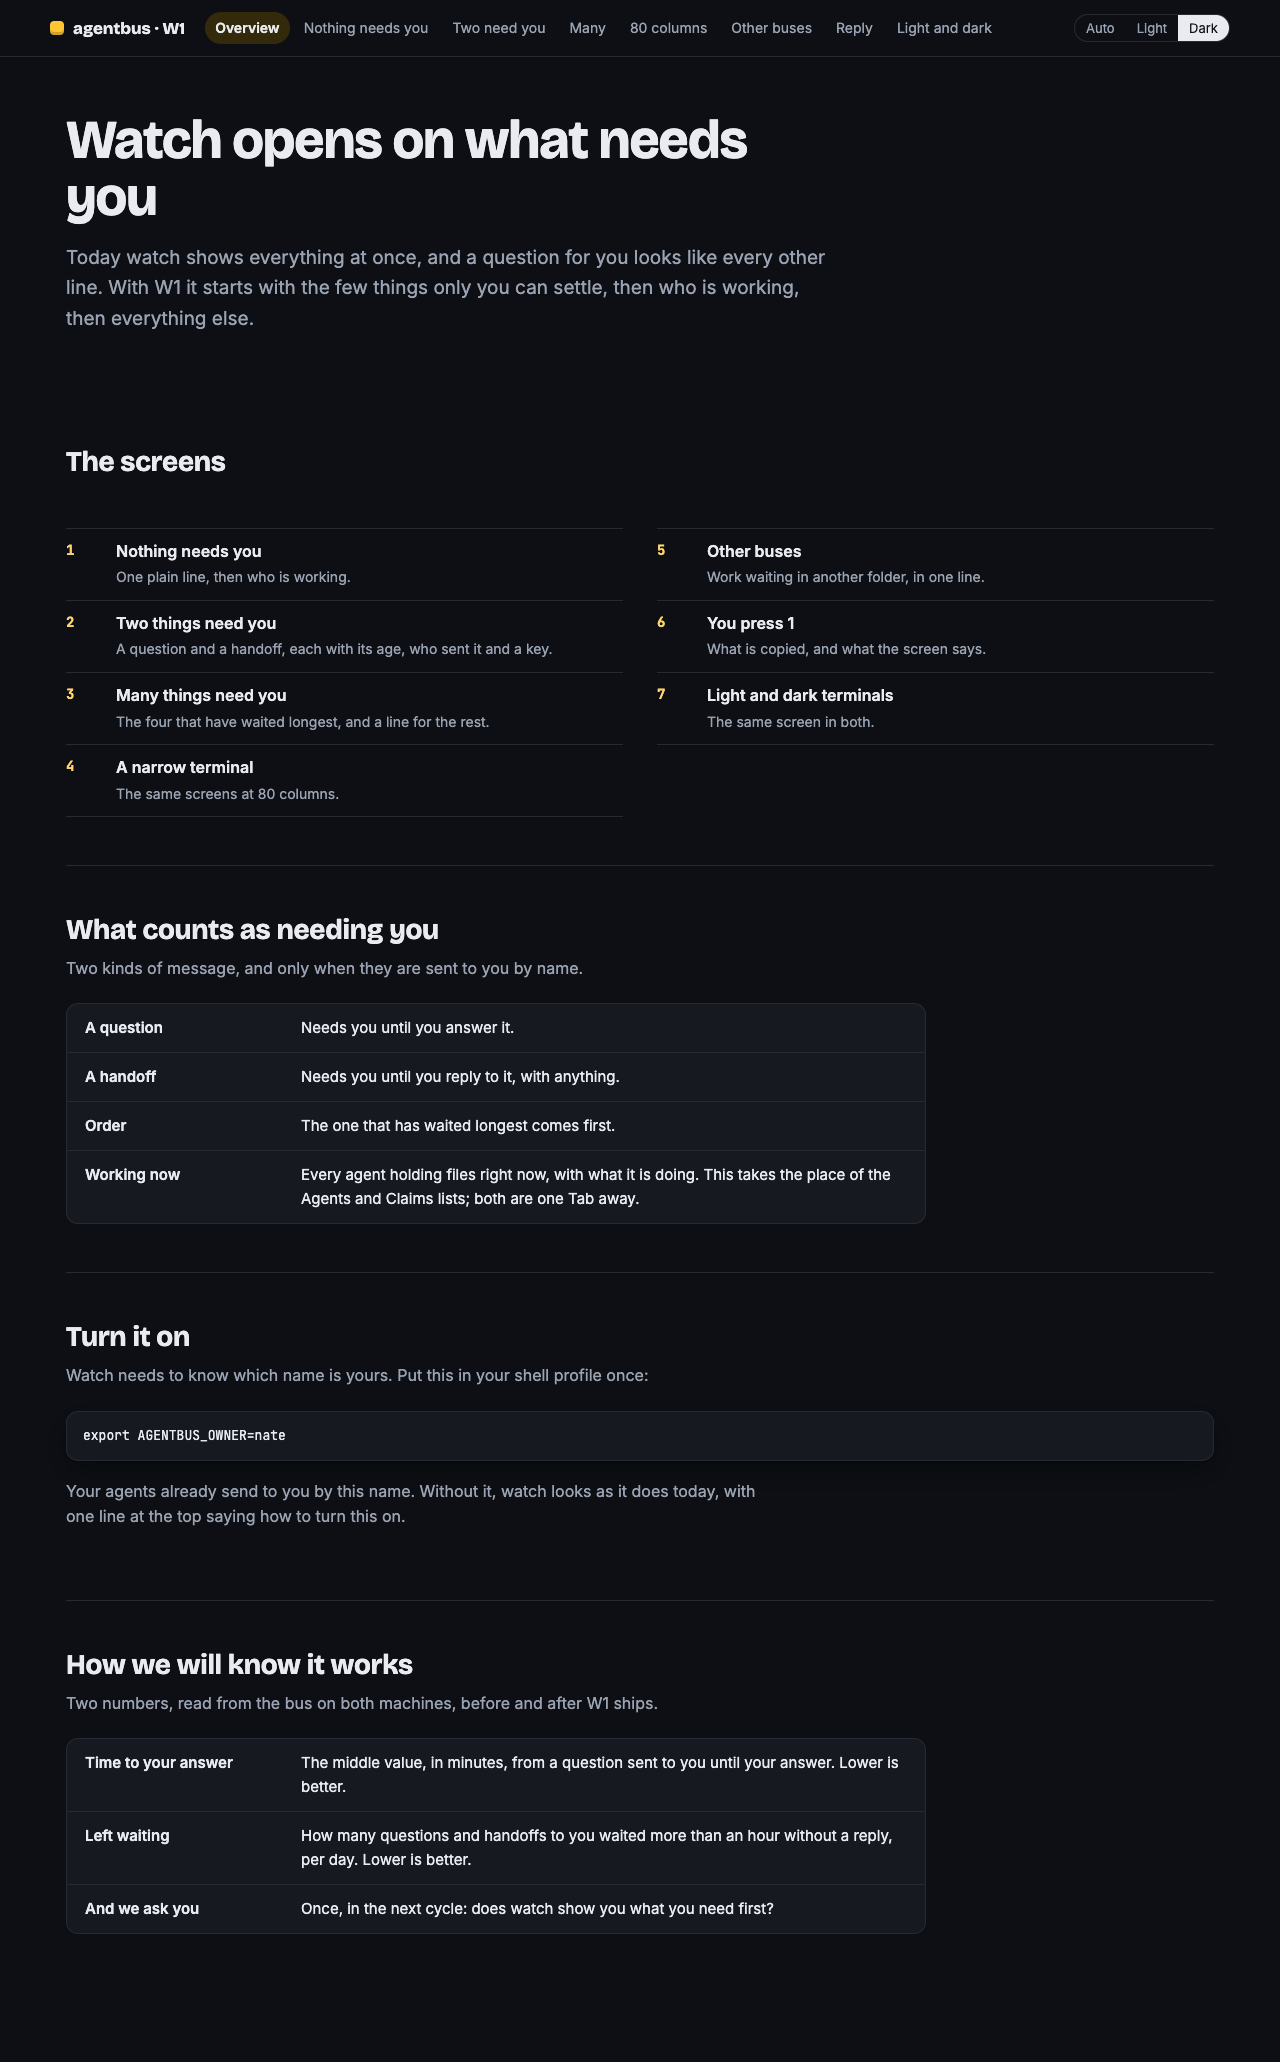 agentbus · W1
Overview
Nothing needs you
Two need you
Many
80 columns
Other buses
Reply
Light and dark
Auto
Light
Dark
Watch opens on what needs
you
Today watch shows everything at once, and a question for you looks like every other
line. With W1 it starts with the few things only you can settle, then who is working,
then everything else.
The screens
1
Nothing needs you
One plain line, then who is working.
2
Two things need you
A question and a handoff, each with its age, who sent it and a key.
3
Many things need you
The four that have waited longest, and a line for the rest.
4
A narrow terminal
The same screens at 80 columns.
5
Other buses
Work waiting in another folder, in one line.
6
You press 1
What is copied, and what the screen says.
7
Light and dark terminals
The same screen in both.
What counts as needing you
Two kinds of message, and only when they are sent to you by name.
A question
Needs you until you answer it.
A handoff
Needs you until you reply to it, with anything.
Order
The one that has waited longest comes first.
Working now
Every agent holding files right now, with what it is doing. This takes the place of the
Agents and Claims lists; both are one Tab away.
Turn it on
Watch needs to know which name is yours. Put this in your shell profile once:
export AGENTBUS_OWNER=nate
Your agents already send to you by this name. Without it, watch looks as it does today, with
one line at the top saying how to turn this on.
How we will know it works
Two numbers, read from the bus on both machines, before and after W1 ships.
Time to your answer
The middle value, in minutes, from a question sent to you until your answer. Lower is
better.
Left waiting
How many questions and handoffs to you waited more than an hour without a reply,
per day. Lower is better.
And we ask you
Once, in the next cycle: does watch show you what you need first?